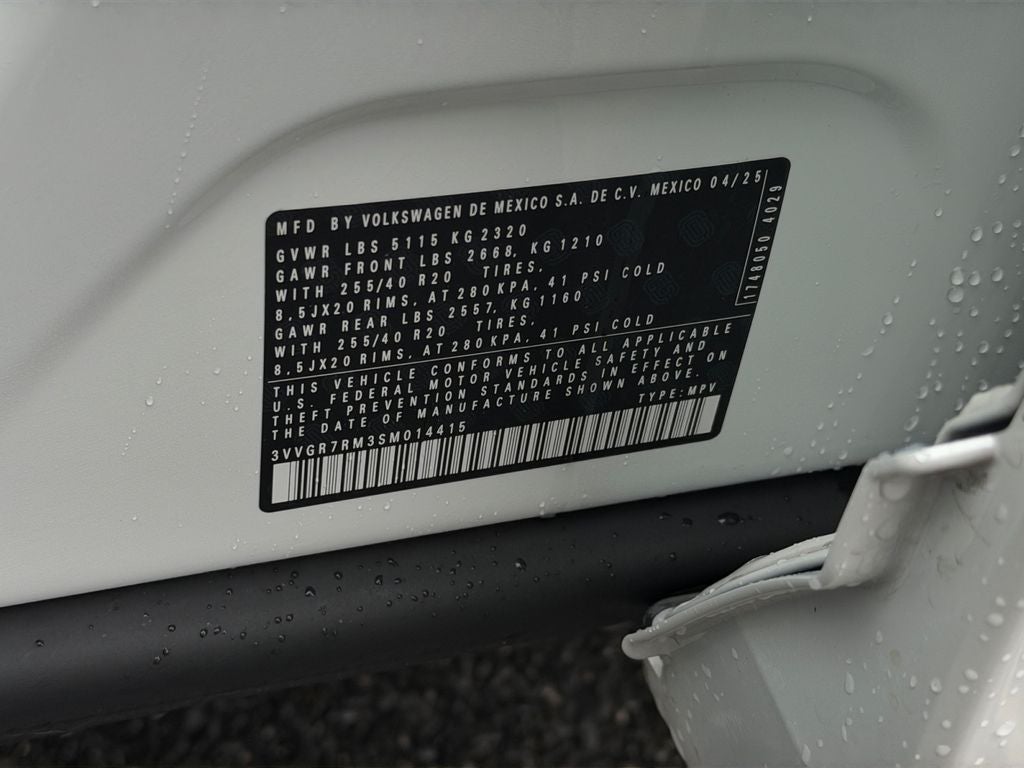 MFD BY VOLKSWAGEN DE MEXICO S.A. DE C.V. MEXICO 04/25
GVWR LBS 5115 KG 2320
GAWR FRONT LBS 2668, KG 1210
WITH 255/40 R20 TIRES,
8.5JX20 RIMS, AT 280 KPA, 41 PSI COLD
GAWR REAR LBS 2557, KG 1160
WITH 255/40 R20 TIRES,
8.5JX20 RIMS, AT 280 KPA, 41 PSI COLD
THIS VEHICLE CONFORMS TO ALL APPLICABLE
U.S. FEDERAL MOTOR VEHICLE SAFETY AND
THEFT PREVENTION STANDARDS IN EFFECT ON
THE DATE OF MANUFACTURE SHOWN ABOVE.
3VVGR7RM3SM014415 TYPE: MPV
1748050 4029